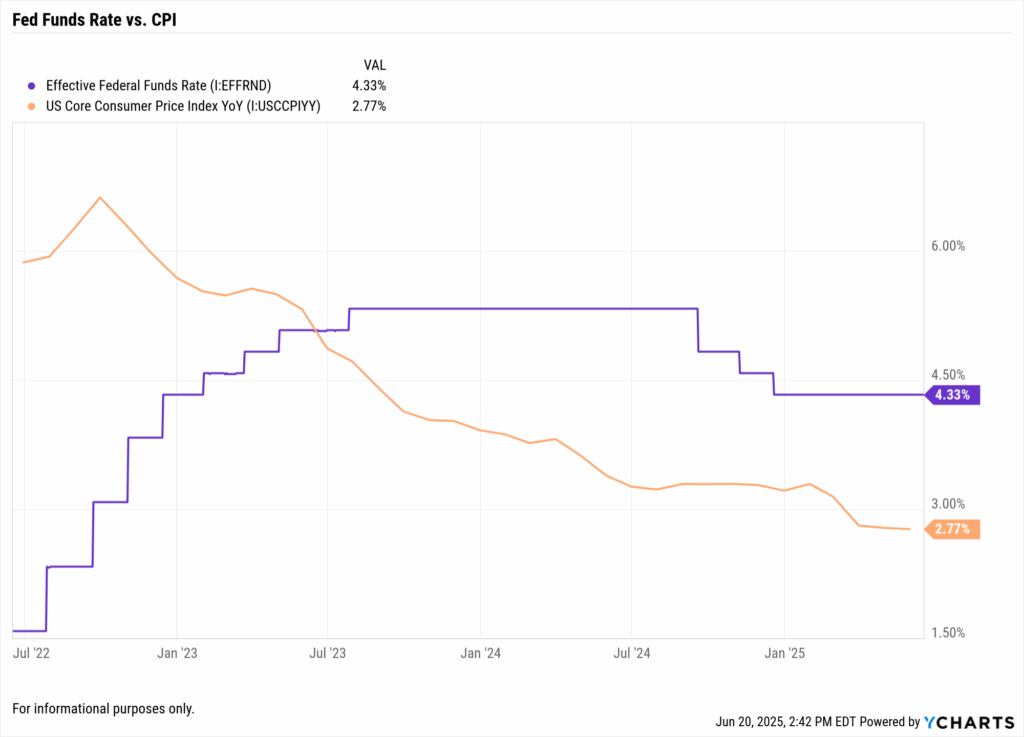 Fed Funds Rate vs. CPI
VAL
Effective Federal Funds Rate (I:EFFRND) 4.33%
US Core Consumer Price Index YoY (I:USCCPIYY) 2.77%
6.00%
4.50%
4.33%
3.00%
2.77%
1.50%
Jul '22 Jan '23 Jul '23 Jan '24 Jul '24 Jan '25
For informational purposes only.
Jun 20, 2025, 2:42 PM EDT Powered by YCHARTS